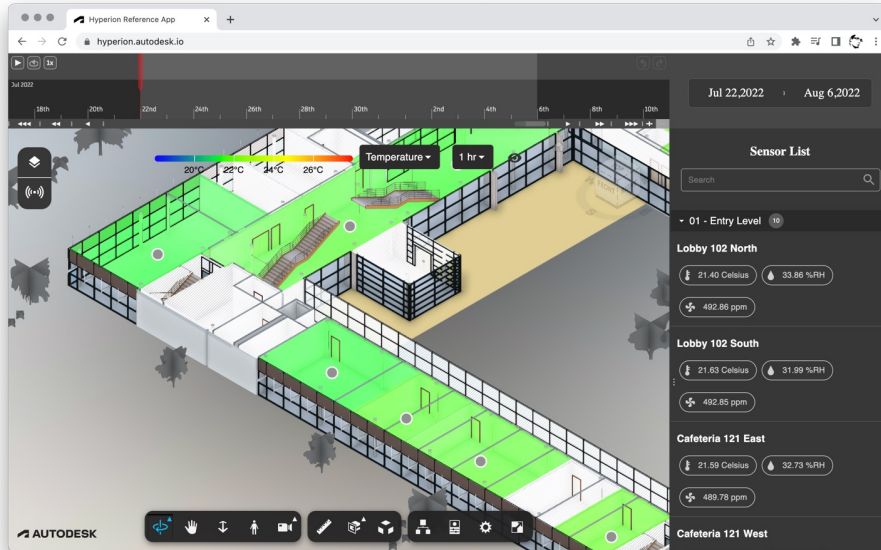 Hyperion Reference App
hyperion.autodesk.io
1x
Jul 2022
18th 20th 22nd 24th 26th 28th 30th 2nd 4th 6th 8th 10th
Jul 22,2022 Aug 6,2022
20°C 22°C 24°C 26°C
Temperature
1 hr
Sensor List
Search
01 - Entry Level 10
Lobby 102 North
21.40 Celsius 33.86 %RH
492.86 ppm
Lobby 102 South
21.63 Celsius 31.99 %RH
492.85 ppm
Cafeteria 121 East
21.59 Celsius 32.73 %RH
489.78 ppm
Cafeteria 121 West
AUTODESK